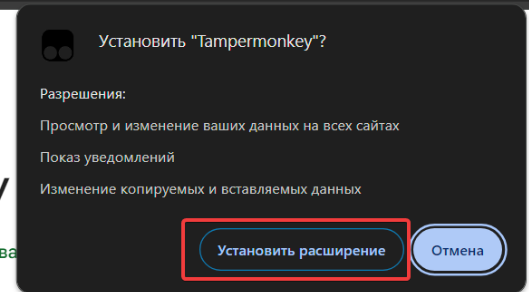 Установить "Tampermonkey"?
Разрешения:
Просмотр и изменение ваших данных на всех сайтах
Показ уведомлений
Изменение копируемых и вставляемых данных
Установить расширение Отмена